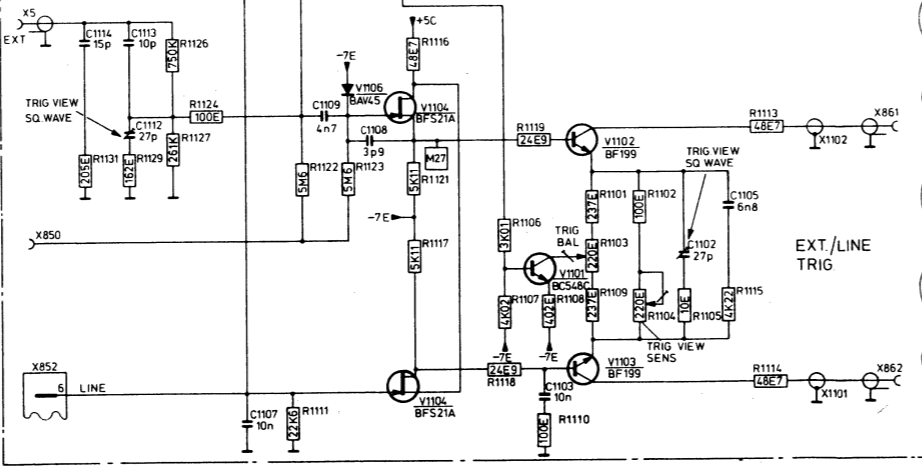 X5
EXT
C1114
15p
C1113
10p
R1126
750K
TRIG VIEW
SQ WAVE
C1112
27p
R1124
100E
R1127
261K
R1131
205E
R1129
162E
-7E
V1106
BAV45
C1109
4n7
C1108
3p9
R1122
5M6
R1123
5M6
+5C
R1116
48E7
V1104
BFS21A
M27
R1121
5K11
-7E
R1117
5K11
R1119
24E9
V1102
BF199
R1113
48E7
X1102
X861
X850
R1106
3K01
TRIG
BAL
R1101
237E
R1103
220E
R1102
100E
TRIG VIEW
SQ WAVE
C1105
6n8
C1102
27p
EXT./LINE
TRIG
V1101
BC548C
R1107
4K02
R1108
402E
R1109
237E
R1104
220E
R1105
10E
R1115
4K22
-7E
-7E
TRIG VIEW
SENS
X852
6
LINE
C1107
10n
R1111
22K6
V1104
BFS21A
24E9
R1118
V1103
BF199
C1103
10n
R1110
100E
R1114
48E7
X1101
X862